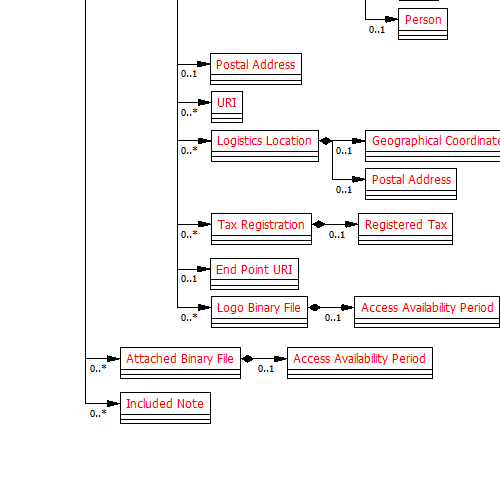 Person
0..1
Postal Address
0..1
URI
0..*
Logistics Location
Geographical Coordinate
0..*
0..1
Postal Address
0..1
Tax Registration
Registered Tax
0..*
0..1
End Point URI
0..1
Logo Binary File
Access Availability Period
0..*
0..1
Attached Binary File
Access Availability Period
0..*
0..1
Included Note
0..*